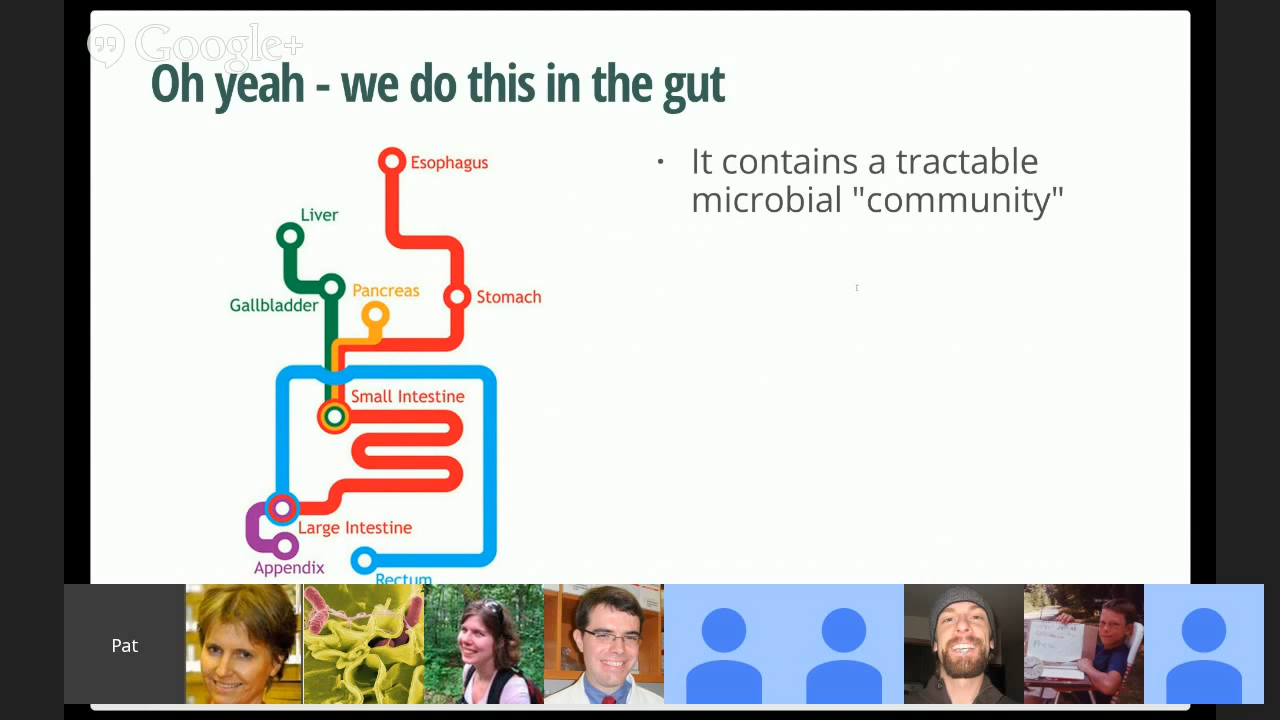 Google+
Oh yeah - we do this in the gut
Esophagus
Liver
Gallbladder
Pancreas
Stomach
Small Intestine
Large Intestine
Appendix
Rectum
• It contains a tractable
microbial "community"
Pat